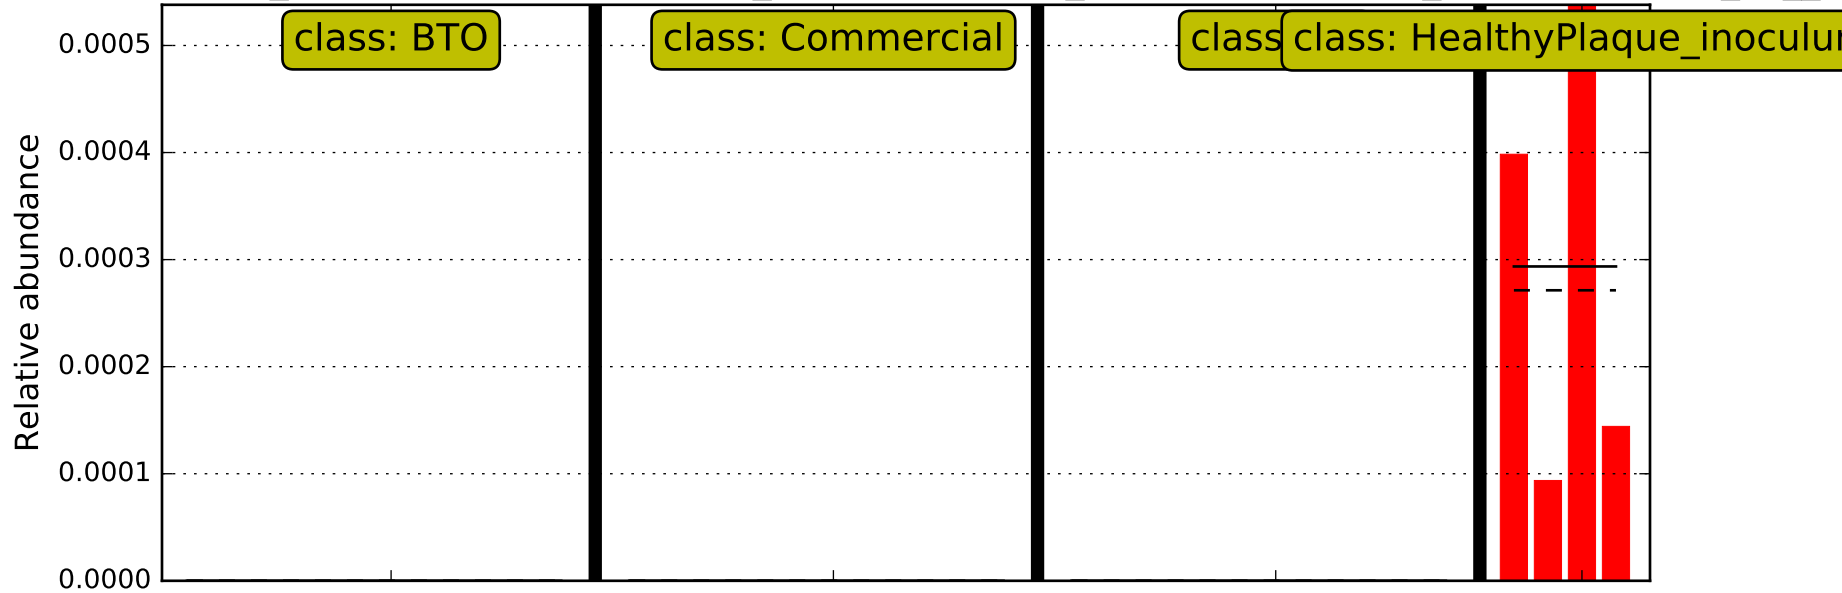 class: BTO
class: Commercial
class
class: HealthyPlaque_inoculu
Relative abundance
0.0005
0.0004
0.0003
0.0002
0.0001
0.0000